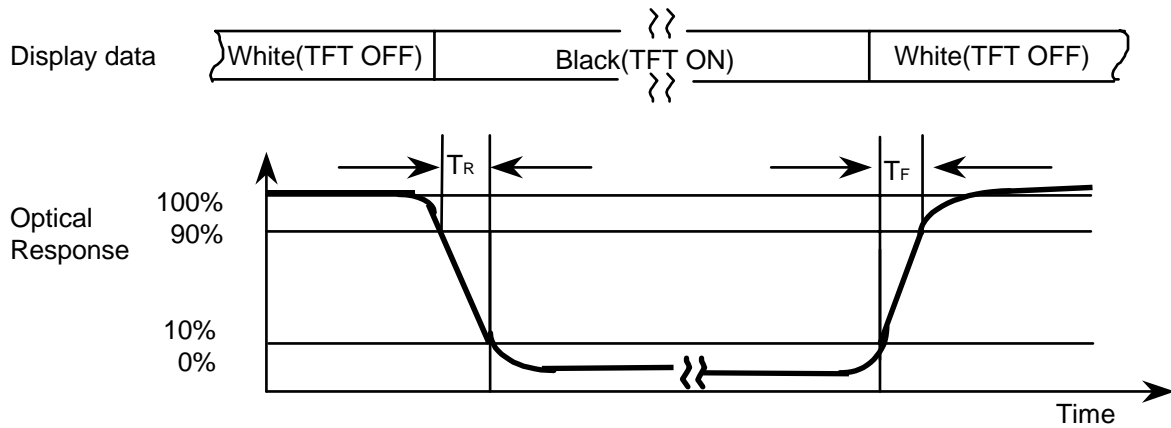 Display data
White(TFT OFF) Black(TFT ON) White(TFT OFF)
TR TF
Optical
Response
100%
90%
10%
0%
Time